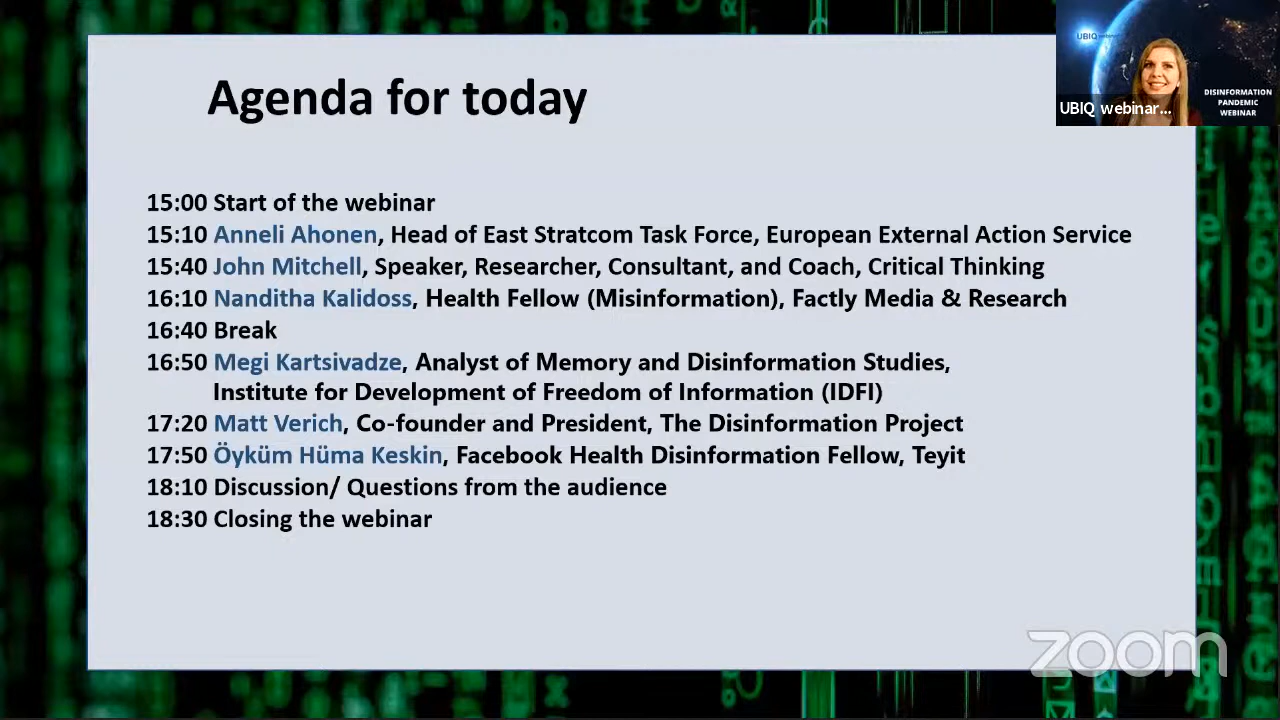 Agenda for today
UBIQ
UBIQ webinar...
DISINFORMATION
PANDEMIC
WEBINAR
15:00 Start of the webinar
15:10 Anneli Ahonen, Head of East Stratcom Task Force, European External Action Service
15:40 John Mitchell, Speaker, Researcher, Consultant, and Coach, Critical Thinking
16:10 Nanditha Kalidoss, Health Fellow (Misinformation), Factly Media & Research
16:40 Break
16:50 Megi Kartsivadze, Analyst of Memory and Disinformation Studies,
Institute for Development of Freedom of Information (IDFI)
17:20 Matt Verich, Co-founder and President, The Disinformation Project
17:50 Öyküm Hüma Keskin, Facebook Health Disinformation Fellow, Teyit
18:10 Discussion/ Questions from the audience
18:30 Closing the webinar
zoom